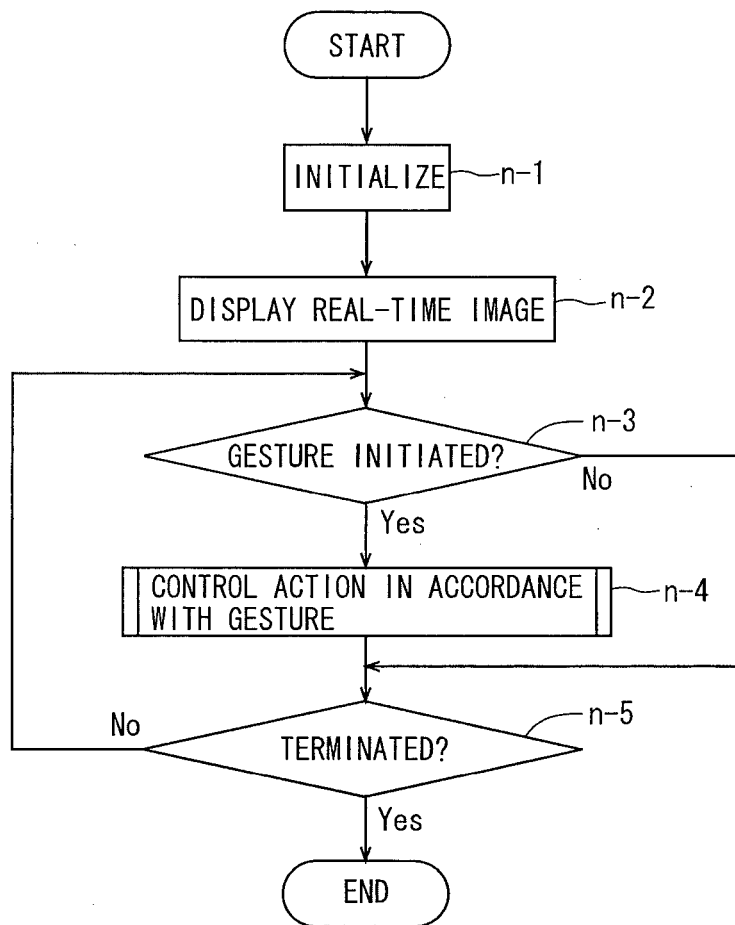 START
INITIALIZE
n-1
DISPLAY REAL-TIME IMAGE
n-2
n-3
GESTURE INITIATED?
No
Yes
CONTROL ACTION IN ACCORDANCE
WITH GESTURE
n-4
n-5
No
TERMINATED?
Yes
END